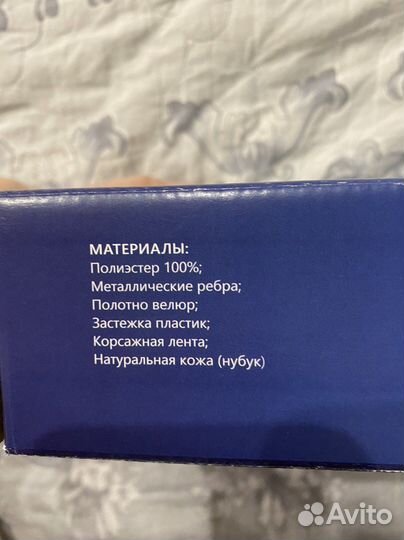 МАТЕРИАЛЫ:
Полиэстер 100%;
Металлические ребра;
Полотно велюр;
Застежка пластик;
Корсажная лента;
Натуральная кожа (нубук)
Avito